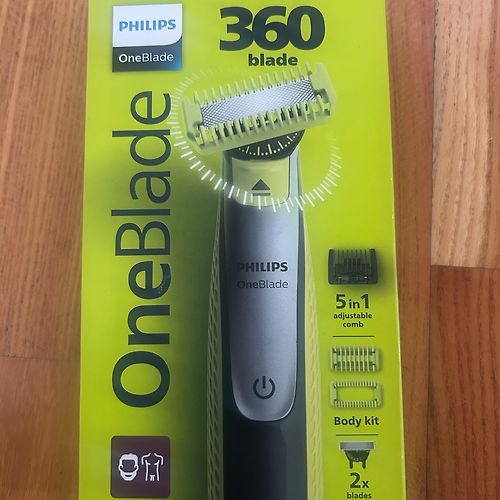 PHILIPS
OneBlade
360
blade
OneBlade
PHILIPS
OneBlade
5 in 1
adjustable
comb
Body kit
2x
blades